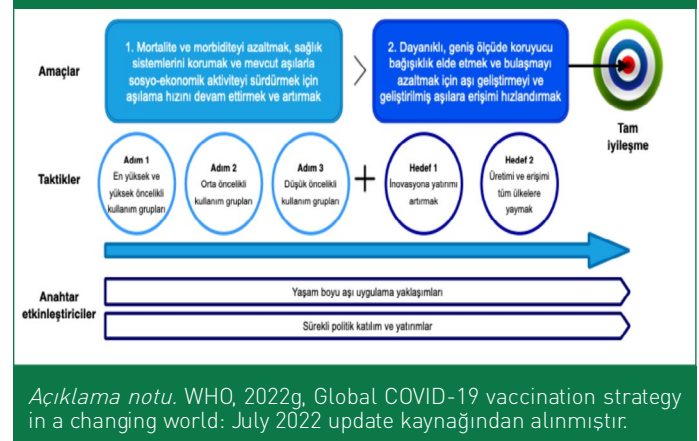 Amaçlar
1. Mortalite ve morbiditeyi azaltmak, sağlık
sistemlerini korumak ve mevcut aşılarla
sosyo-ekonomik aktiviteyi sürdürmek için
aşılama hızını devam ettirmek ve artırmak
2. Dayanıklı, geniş ölçüde koruyucu
bağışıklık elde etmek ve bulaşmayı
azaltmak için aşı geliştirmeyi ve
geliştirilmiş aşılara erişimi hızlandırmak
Tam
iyileşme
Taktikler
Adım 1
En yüksek ve
yüksek öncelikli
kullanım grupları
Adım 2
Orta öncelikli
kullanım grupları
Adım 3
Düşük öncelikli
kullanım grupları
+
Hedef 1
İnovasyona yatırımı
artırmak
Hedef 2
Üretimi ve erişimi
tüm ülkelere
yaymak
Anahtar
etkinleştiriciler
Yaşam boyu aşı uygulama yaklaşımları
Sürekli politik katılım ve yatırımlar
Açıklama notu. WHO, 2022g, Global COVID-19 vaccination strategy
in a changing world: July 2022 update kaynağından alınmıştır.